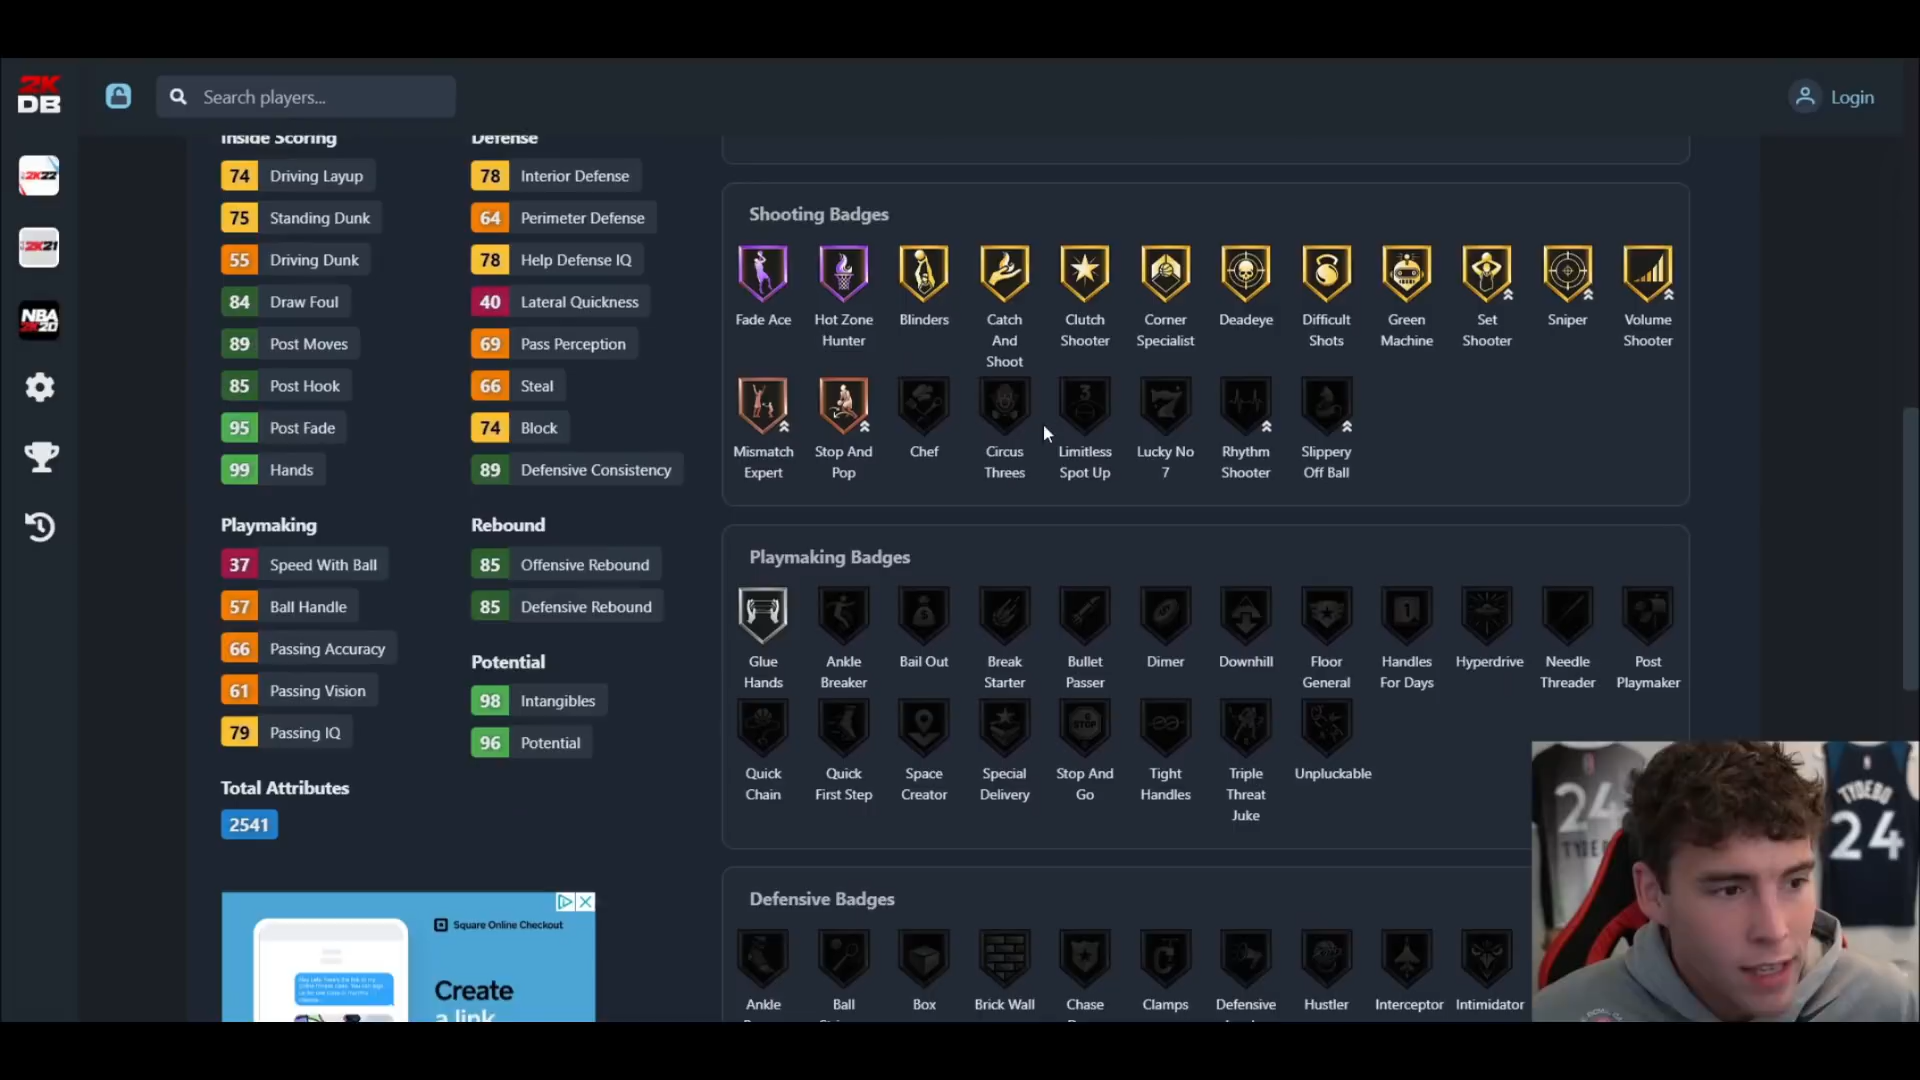 2K
DB
Search players...
Login
2K22
2K21
NBA
2K20
Inside Scoring
74 Driving Layup
75 Standing Dunk
55 Driving Dunk
84 Draw Foul
89 Post Moves
85 Post Hook
95 Post Fade
99 Hands
Playmaking
37 Speed With Ball
57 Ball Handle
66 Passing Accuracy
61 Passing Vision
79 Passing IQ
Total Attributes
2541
Defense
78 Interior Defense
64 Perimeter Defense
78 Help Defense IQ
40 Lateral Quickness
69 Pass Perception
66 Steal
74 Block
89 Defensive Consistency
Rebound
85 Offensive Rebound
85 Defensive Rebound
Potential
98 Intangibles
96 Potential
Square Online Checkout
Create
a link
Shooting Badges
Fade Ace
Hot Zone
Hunter
Blinders
Catch
And
Shoot
Clutch
Shooter
Corner
Specialist
Deadeye
Difficult
Shots
Green
Machine
Set
Shooter
Sniper
Volume
Shooter
Mismatch
Expert
Stop And
Pop
Chef
Circus
Threes
Limitless
Spot Up
Lucky No
7
Rhythm
Shooter
Slippery
Off Ball
Playmaking Badges
Glue
Hands
Ankle
Breaker
Bail Out
Break
Starter
Bullet
Passer
Dimer
Downhill
Floor
General
Handles
For Days
Hyperdrive
Needle
Threader
Post
Playmaker
Quick
Chain
Quick
First Step
Space
Creator
Special
Delivery
Stop And
Go
Tight
Handles
Triple
Threat
Juke
Unpluckable
Defensive Badges
Ankle
Ball
Box
Brick Wall
Chase
Clamps
Defensive
Hustler
Interceptor
Intimidator
24
TYDEBO
24